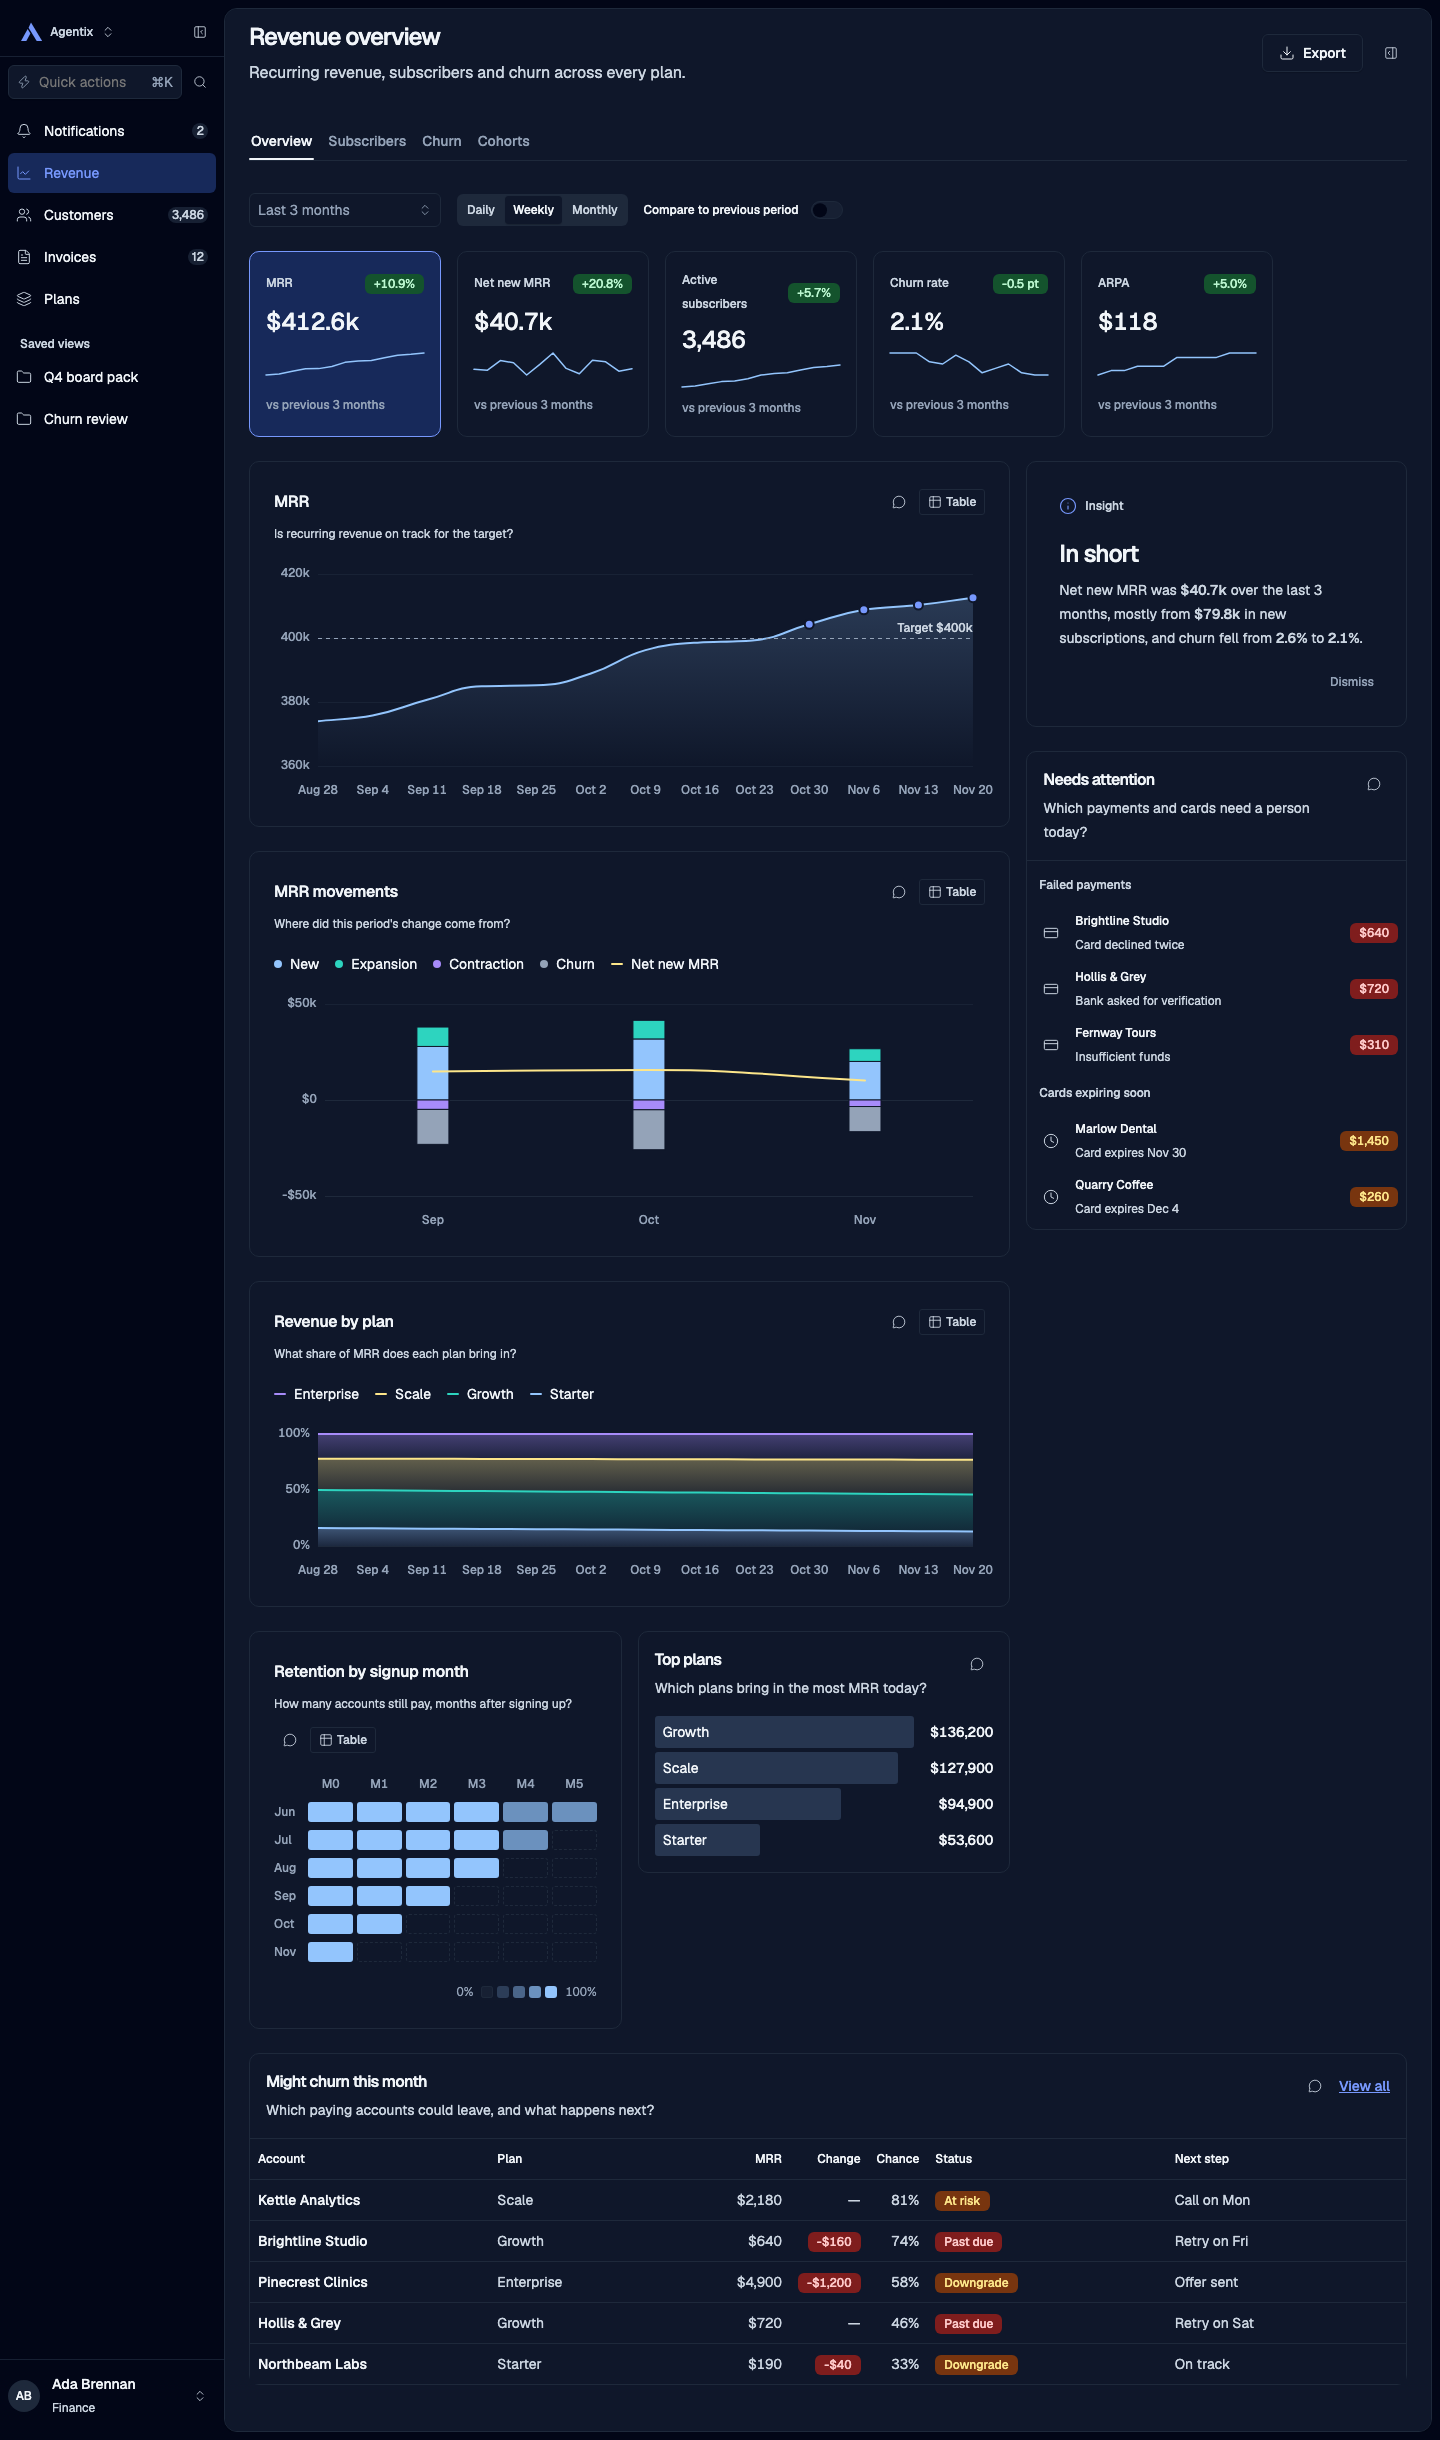 Agentix
Quick actions ⌘K
Notifications 2
Revenue
Customers 3,486
Invoices 12
Plans
Saved views
Q4 board pack
Churn review
Revenue overview
Recurring revenue, subscribers and churn across every plan.
Export
Overview Subscribers Churn Cohorts
Last 3 months
Daily Weekly Monthly
Compare to previous period
MRR +10.9%
$412.6k
vs previous 3 months
Net new MRR +20.8%
$40.7k
vs previous 3 months
Active
subscribers
+5.7%
3,486
vs previous 3 months
Churn rate -0.5 pt
2.1%
vs previous 3 months
ARPA +5.0%
$118
vs previous 3 months
MRR
Table
Is recurring revenue on track for the target?
420k
400k
380k
360k
Target $400k
Aug 28 Sep 4 Sep 11 Sep 18 Sep 25 Oct 2 Oct 9 Oct 16 Oct 23 Oct 30 Nov 6 Nov 13 Nov 20
Insight
In short
Net new MRR was $40.7k over the last 3
months, mostly from $79.8k in new
subscriptions, and churn fell from 2.6% to 2.1%.
Dismiss
Needs attention
Which payments and cards need a person
today?
Failed payments
Brightline Studio
Card declined twice
$640
Hollis & Grey
Bank asked for verification
$720
Fernway Tours
Insufficient funds
$310
Cards expiring soon
Marlow Dental
Card expires Nov 30
$1,450
Quarry Coffee
Card expires Dec 4
$260
MRR movements
Table
Where did this period's change come from?
New Expansion Contraction Churn Net new MRR
$50k
$0
-$50k
Sep Oct Nov
Revenue by plan
Table
What share of MRR does each plan bring in?
Enterprise Scale Growth Starter
100%
50%
0%
Aug 28 Sep 4 Sep 11 Sep 18 Sep 25 Oct 2 Oct 9 Oct 16 Oct 23 Oct 30 Nov 6 Nov 13 Nov 20
Retention by signup month
How many accounts still pay, months after signing up?
Table
M0 M1 M2 M3 M4 M5
Jun
Jul
Aug
Sep
Oct
Nov
0% 100%
Top plans
Which plans bring in the most MRR today?
Growth $136,200
Scale $127,900
Enterprise $94,900
Starter $53,600
Might churn this month
View all
Which paying accounts could leave, and what happens next?
Account Plan MRR Change Chance Status Next step
Kettle Analytics Scale $2,180 — 81% At risk Call on Mon
Brightline Studio Growth $640 -$160 74% Past due Retry on Fri
Pinecrest Clinics Enterprise $4,900 -$1,200 58% Downgrade Offer sent
Hollis & Grey Growth $720 — 46% Past due Retry on Sat
Northbeam Labs Starter $190 -$40 33% Downgrade On track
AB
Ada Brennan
Finance